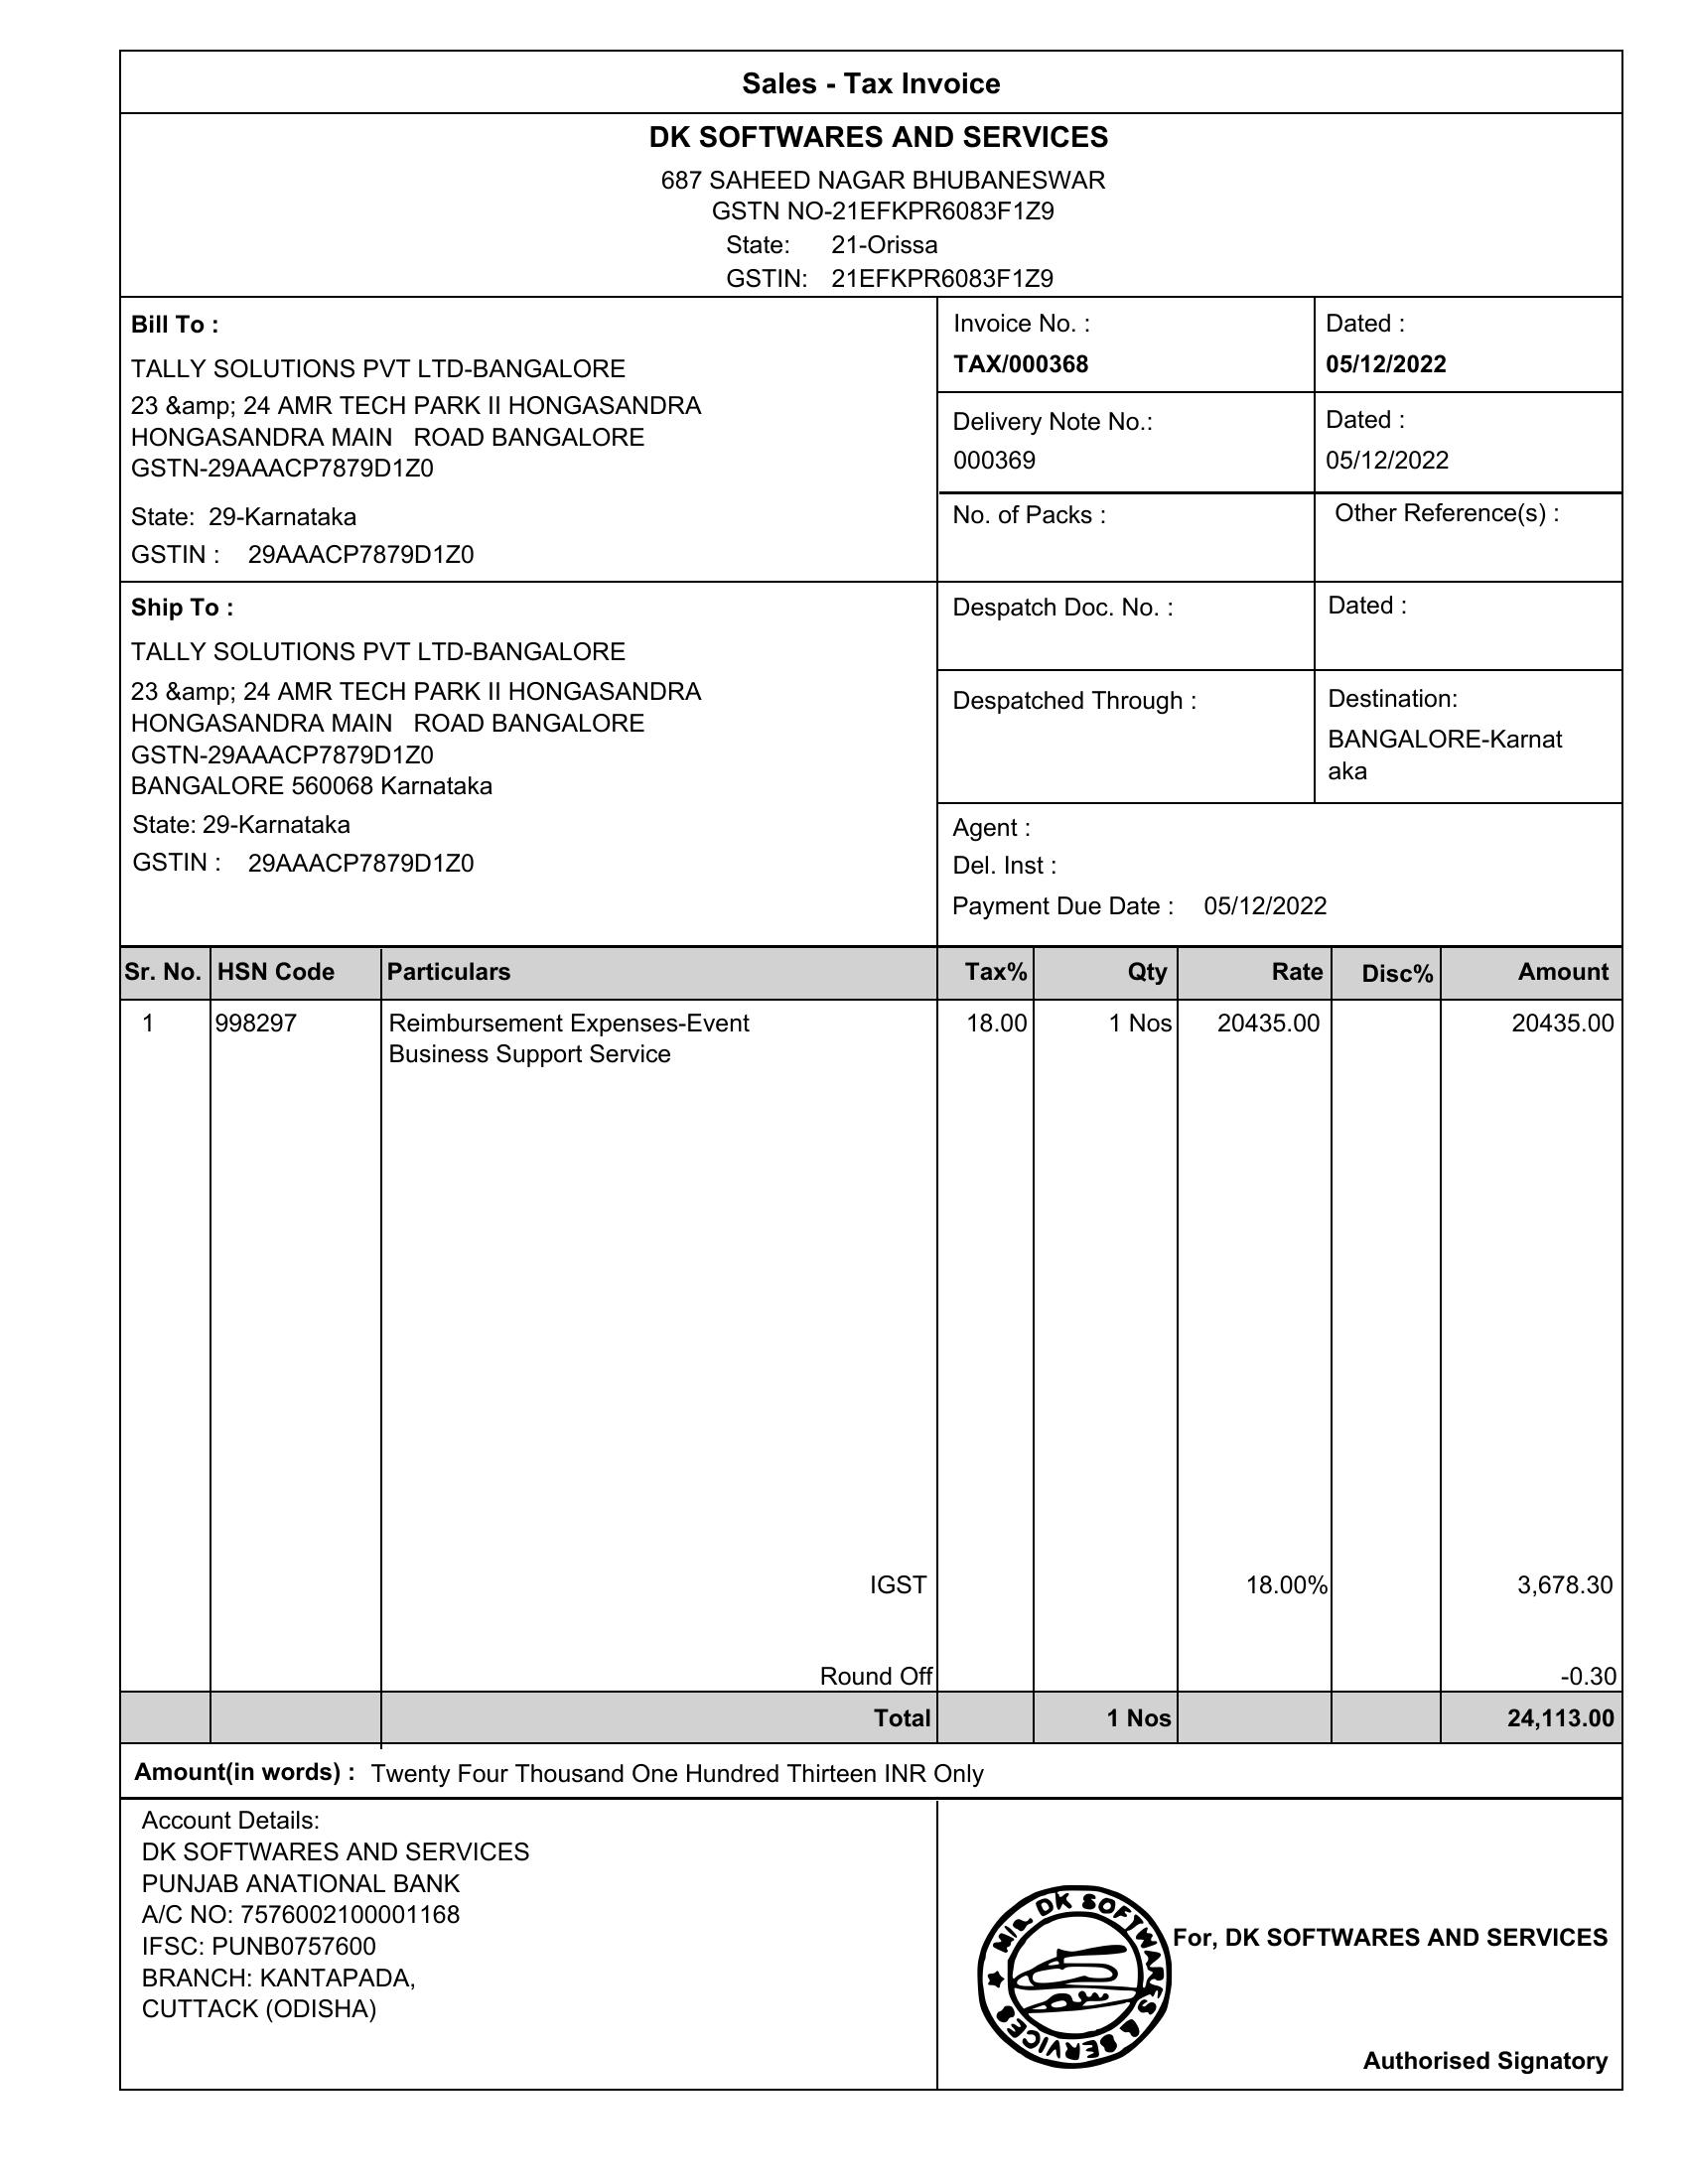 Sales - Tax Invoice
DK SOFTWARES AND SERVICES
687 SAHEED NAGAR BHUBANESWAR
GSTN NO-21EFKPR6083F1Z9
State: 21-Orissa
GSTIN: 21EFKPR6083F1Z9
Bill To :
TALLY SOLUTIONS PVT LTD-BANGALORE
23 &amp; 24 AMR TECH PARK II HONGASANDRA
HONGASANDRA MAIN ROAD BANGALORE
GSTN-29AAACP7879D1Z0
State: 29-Karnataka
GSTIN : 29AAACP7879D1Z0
Invoice No. :
TAX/000368
Dated :
05/12/2022
Delivery Note No.:
000369
Dated :
05/12/2022
No. of Packs :
Other Reference(s) :
Ship To :
TALLY SOLUTIONS PVT LTD-BANGALORE
23 &amp; 24 AMR TECH PARK II HONGASANDRA
HONGASANDRA MAIN ROAD BANGALORE
GSTN-29AAACP7879D1Z0
BANGALORE 560068 Karnataka
State: 29-Karnataka
GSTIN : 29AAACP7879D1Z0
Despatch Doc. No. :
Dated :
Despatched Through :
Destination:
BANGALORE-Karnat
aka
Agent :
Del. Inst :
Payment Due Date : 05/12/2022
Sr. No. HSN Code Particulars Tax% Qty Rate Disc% Amount
1 998297 Reimbursement Expenses-Event 18.00 1 Nos 20435.00 20435.00
Business Support Service
IGST 18.00% 3,678.30
Round Off -0.30
Total 1 Nos 24,113.00
Amount(in words) : Twenty Four Thousand One Hundred Thirteen INR Only
Account Details:
DK SOFTWARES AND SERVICES
PUNJAB ANATIONAL BANK
A/C NO: 7576002100001168
IFSC: PUNB0757600
BRANCH: KANTAPADA,
CUTTACK (ODISHA)
M/s. DK SOFTWARES & SERVICES
For, DK SOFTWARES AND SERVICES
Authorised Signatory